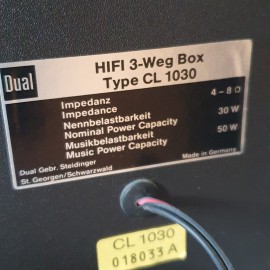 Dual
HIFI 3-Weg Box
Type CL 1030
Impedanz
Impedance 4-8 Ω
Nennbelastbarkeit
Nominal Power Capacity 30 W
Musikbelastbarkeit
Music Power Capacity 50 W
Dual Gebr. Steidinger
St. Georgen/Schwarzwald
Made in W.-Germany
CL 1030
018033 A